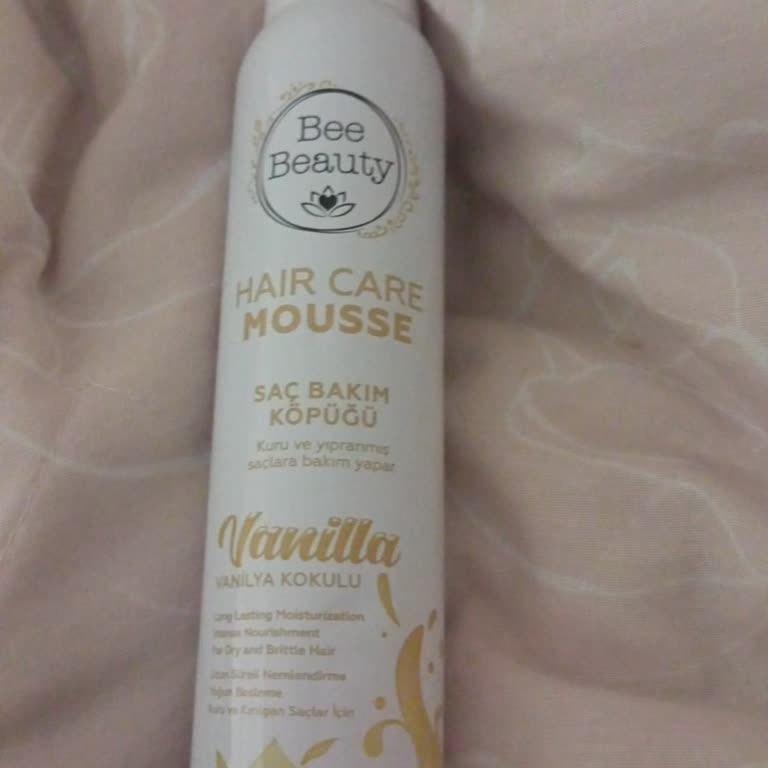 Bee
Beauty
HAIR CARE
MOUSSE
SAÇ BAKIM
KÖPÜĞÜ
Kuru ve yıpranmış
saçlara bakım yapar
Vanilla
VANİLYA KOKULU
Long Lasting Moisturization
Intense Nourishment
For Dry and Brittle Hair
Uzun Süreli Nemlendirme
Yoğun Besleme
Kuru ve Kırılgan Saçlar İçin